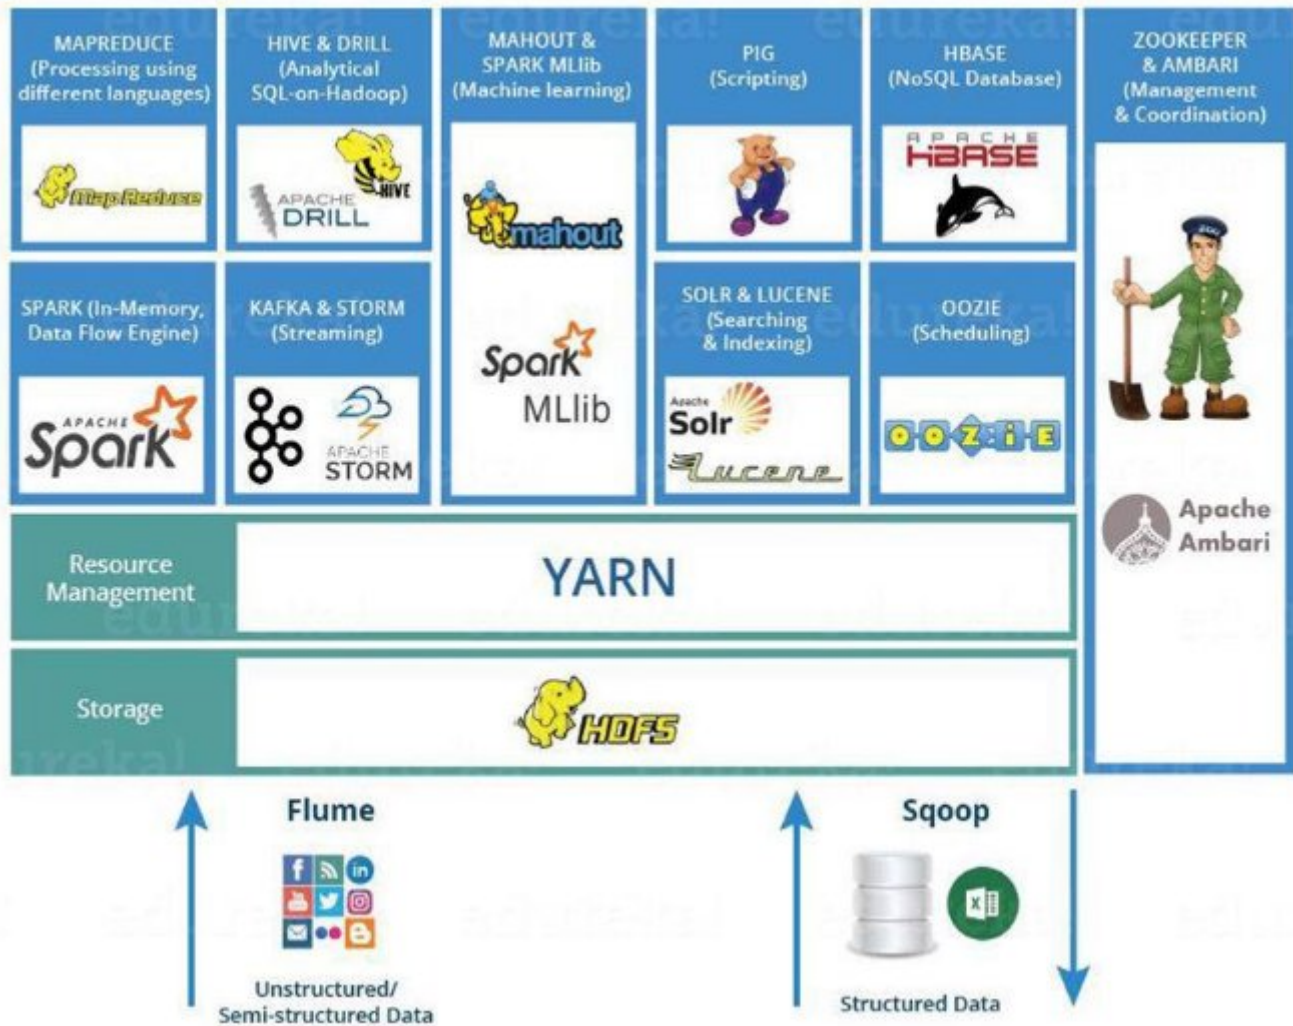 MAPREDUCE
(Processing using
different languages)
Map Reduce
HIVE & DRILL
(Analytical
SQL-on-Hadoop)
HIVE
APACHE
DRILL
MAHOUT &
SPARK MLlib
(Machine learning)
mahout
Spark
MLlib
PIG
(Scripting)
HBASE
(NoSQL Database)
APACHE
HBASE
ZOOKEEPER
& AMBARI
(Management
& Coordination)
Apache
Ambari
SPARK (In-Memory,
Data Flow Engine)
APACHE
Spark
KAFKA & STORM
(Streaming)
APACHE
STORM
SOLR & LUCENE
(Searching
& Indexing)
Apache
Solr
Lucene
OOZIE
(Scheduling)
OOZiE
Resource
Management
YARN
Storage
HDFS
Flume
Unstructured/
Semi-structured Data
Sqoop
Structured Data
edureka!